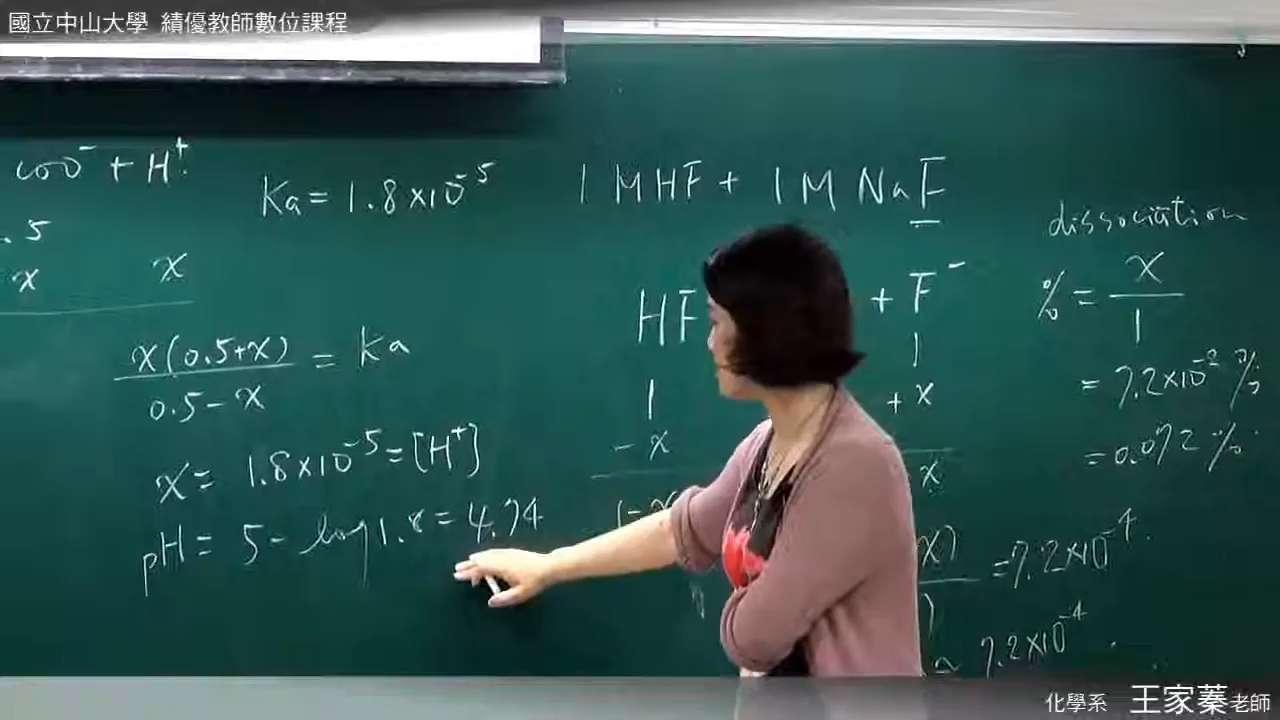 國立中山大學 績優教師數位課程
coo⁻ + H⁺
.5
x x
Ka = 1.8×10⁻⁵
x(0.5+x) / 0.5-x = Ka
x = 1.8×10⁻⁵ = [H⁺]
pH = 5 - log1.8 = 4.74
1 M HF + 1 M NaF
HF + F⁻
1 1
-x +x
1-x x
x) / ) = 7.2×10⁻⁴
~ 7.2×10⁻⁴
dissociation
% = x / 1
= 7.2×10⁻² %
= 0.072 %
化學系 王家蓁老師